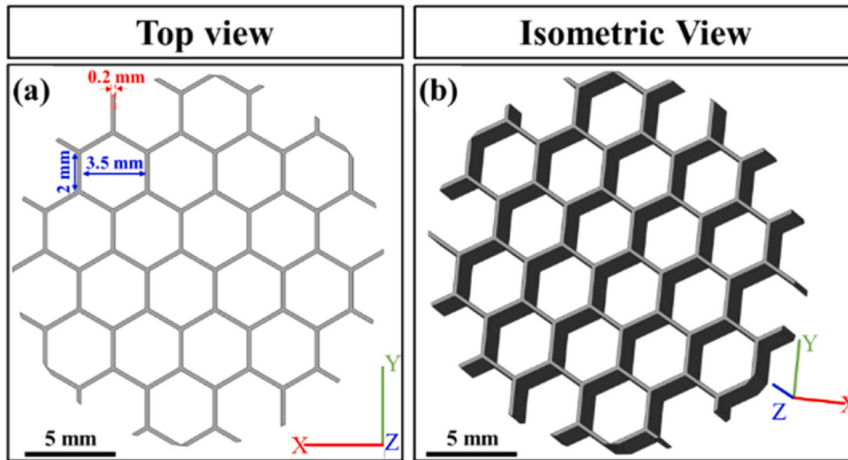 Top view
Isometric View
(a)
0.2 mm
3.5 mm
2 mm
5 mm
X
Y
Z
(b)
5 mm
Y
Z
X